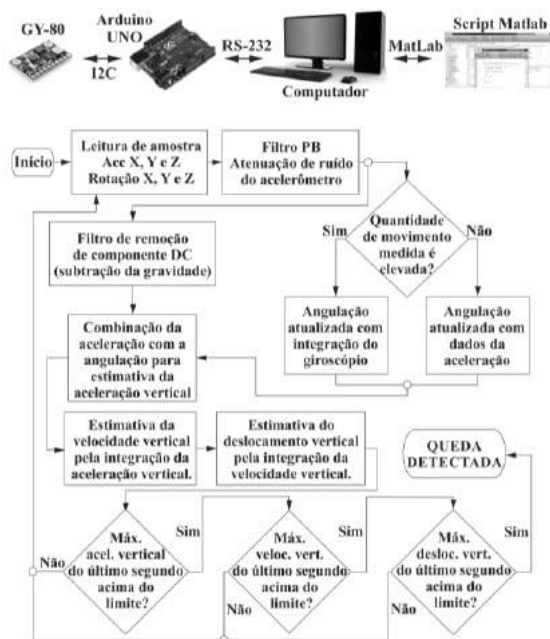 GY-80
Arduino
UNO
Script Matlab
I2C
RS-232
MatLab
Computador
Início
Leitura de amostra
Acc X, Y e Z
Rotação X, Y e Z
Filtro PB
Atenuação de ruído
do acelerômetro
Filtro de remoção
de componente DC
(subtração da gravidade)
Sim
Quantidade
de movimento
medida é
elevada?
Não
Combinação da
aceleração com a
angulação para
estimativa da
aceleração vertical
Angulação
atualizada com
integração do
giroscópio
Angulação
atualizada com
dados da
aceleração
Estimativa da
velocidade vertical
pela integração da
aceleração vertical.
Estimativa do
deslocamento vertical
pela integração da
velocidade vertical.
QUEDA
DETECTADA
Não
Máx.
acel. vertical
do último segundo
acima do
limite?
Sim
Não
Máx.
veloc. vert.
do último segundo
acima do
limite?
Sim
Não
Máx.
desloc. vert.
do último segundo
acima do
limite?
Sim